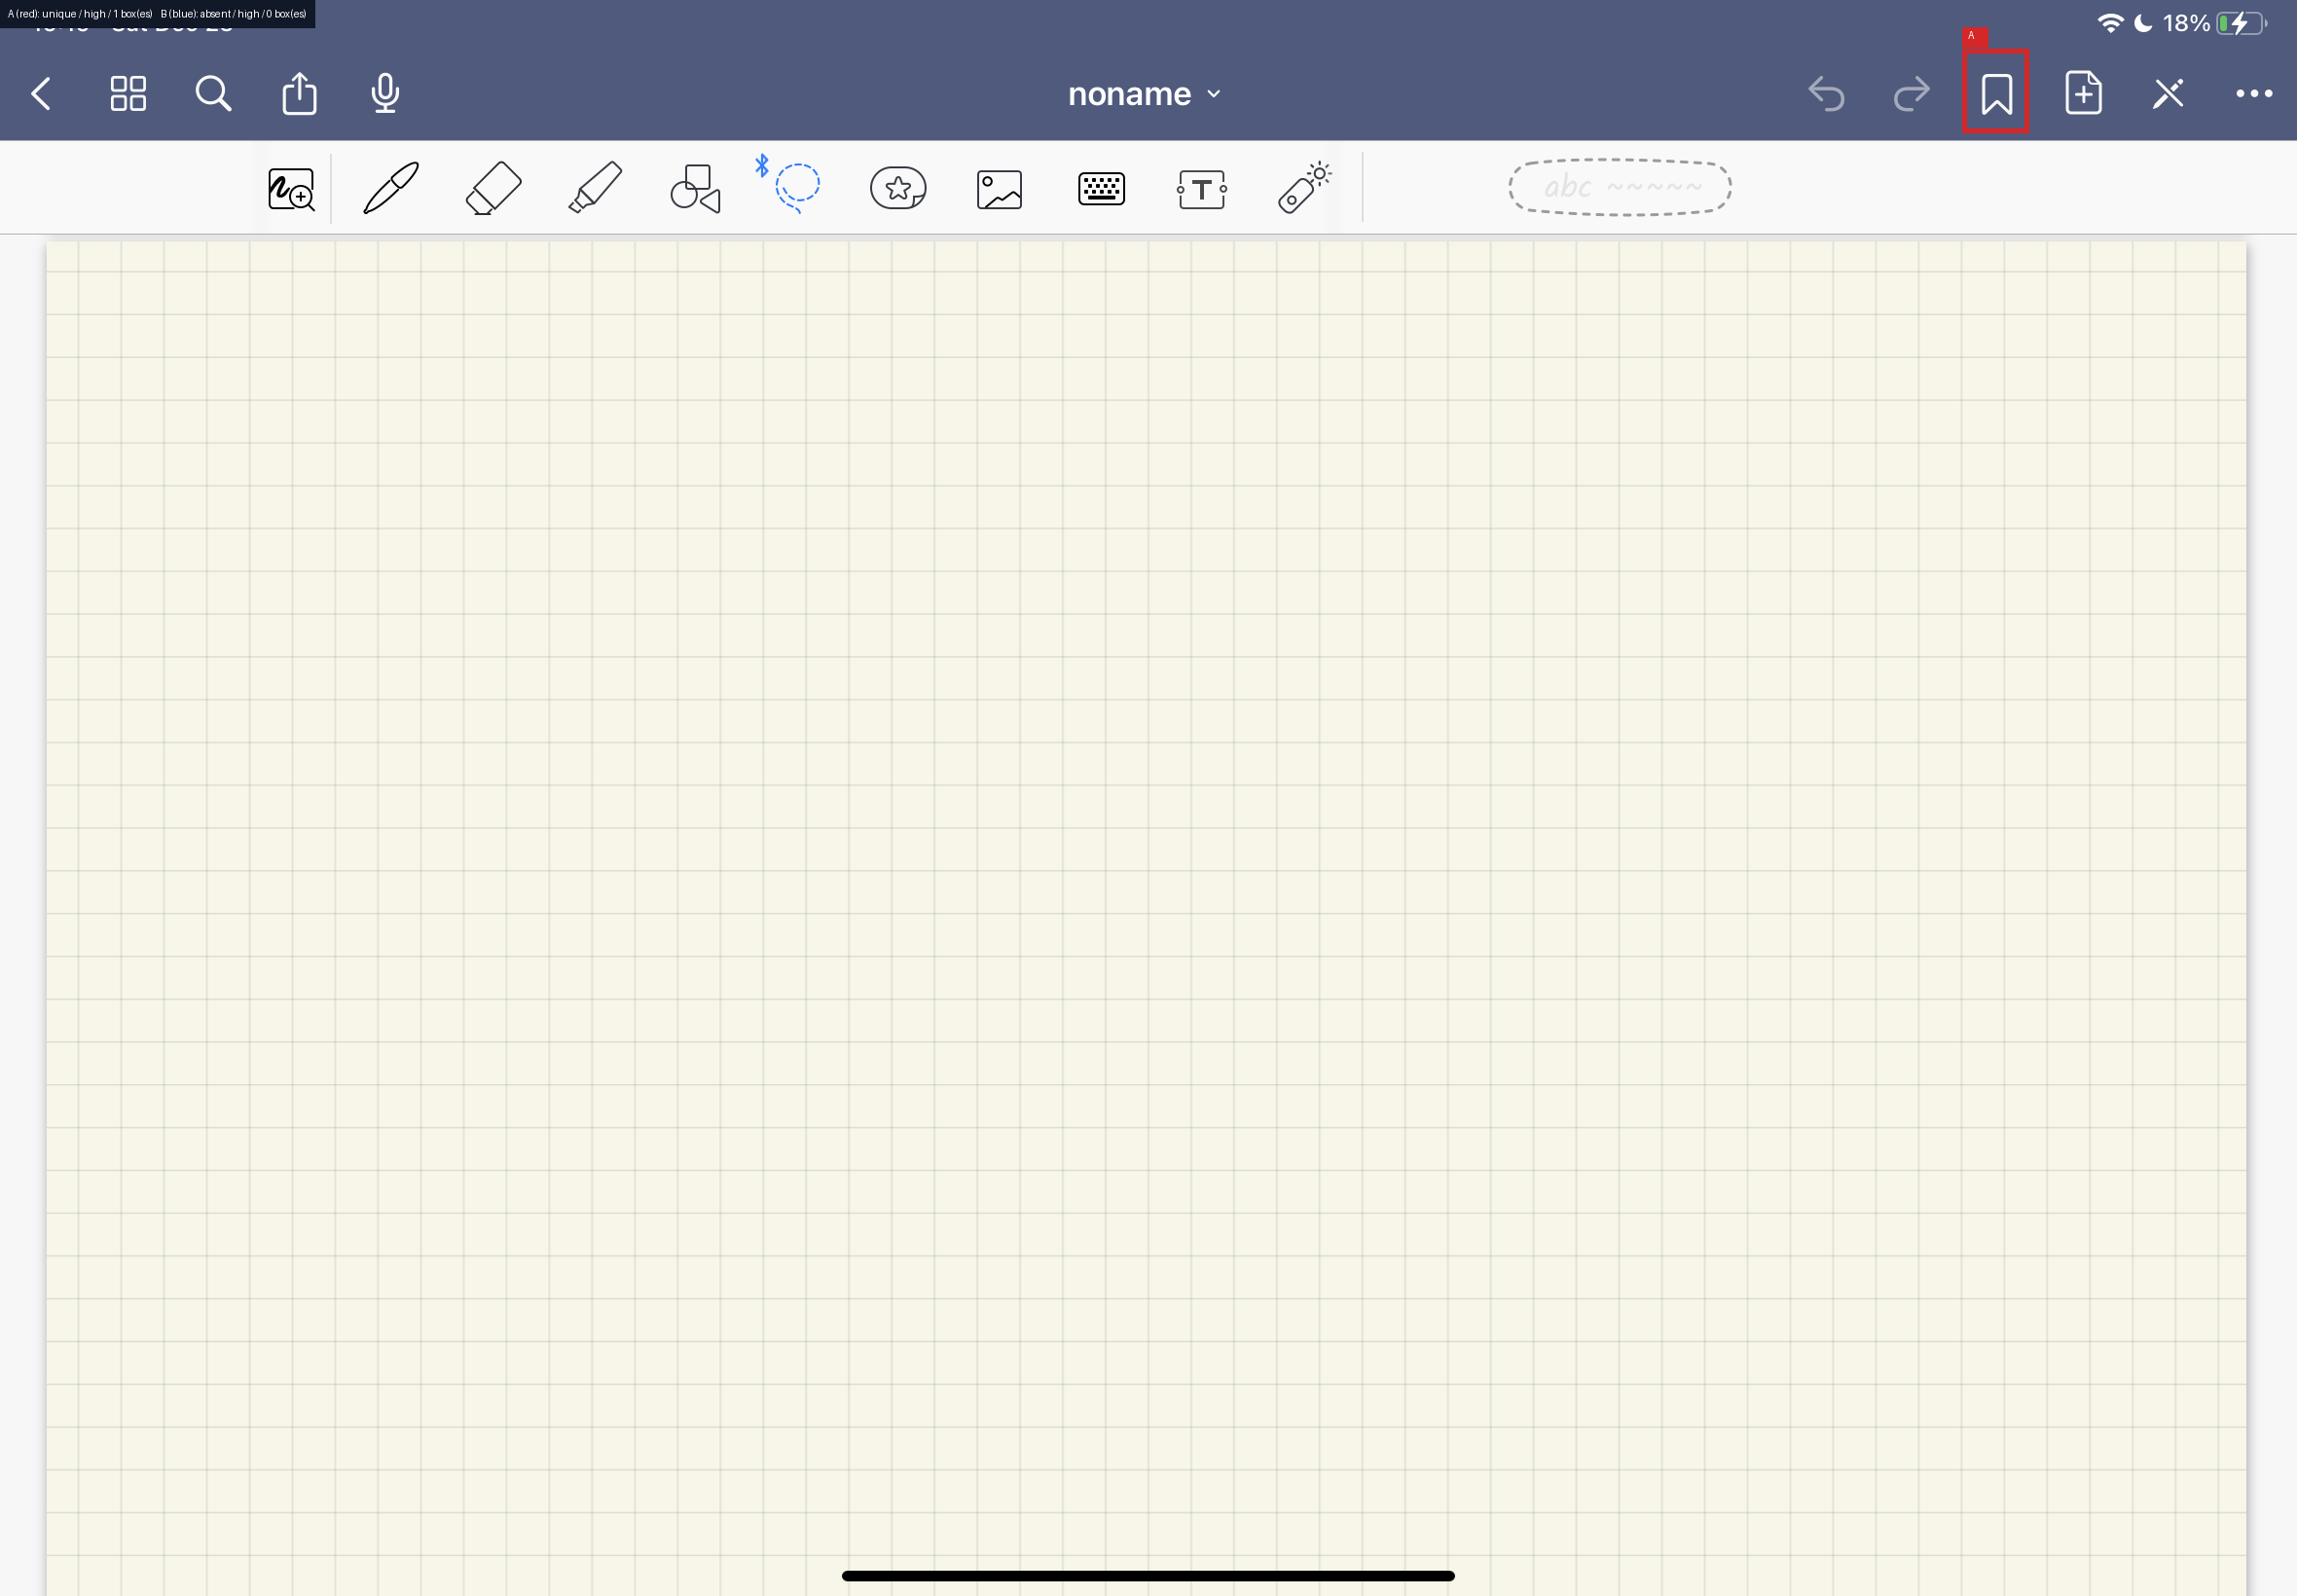 A (red): unique / high / 1 box(es) B (blue): absent / high / 0 box(es)
18%
A
noname
abc
T